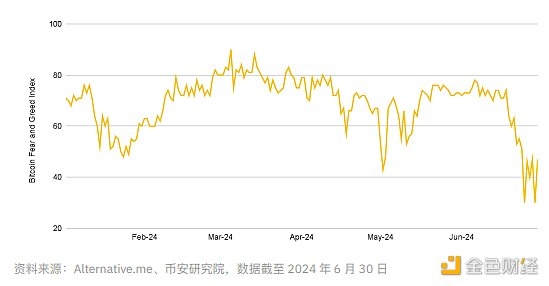 100
80
60
40
20
Bitcoin Fear and Greed Index
Feb-24
Mar-24
Apr-24
May-24
Jun-24
资料来源：Alternative.me、币安研究院，数据截至 2024 年 6 月 30 日
金色财经